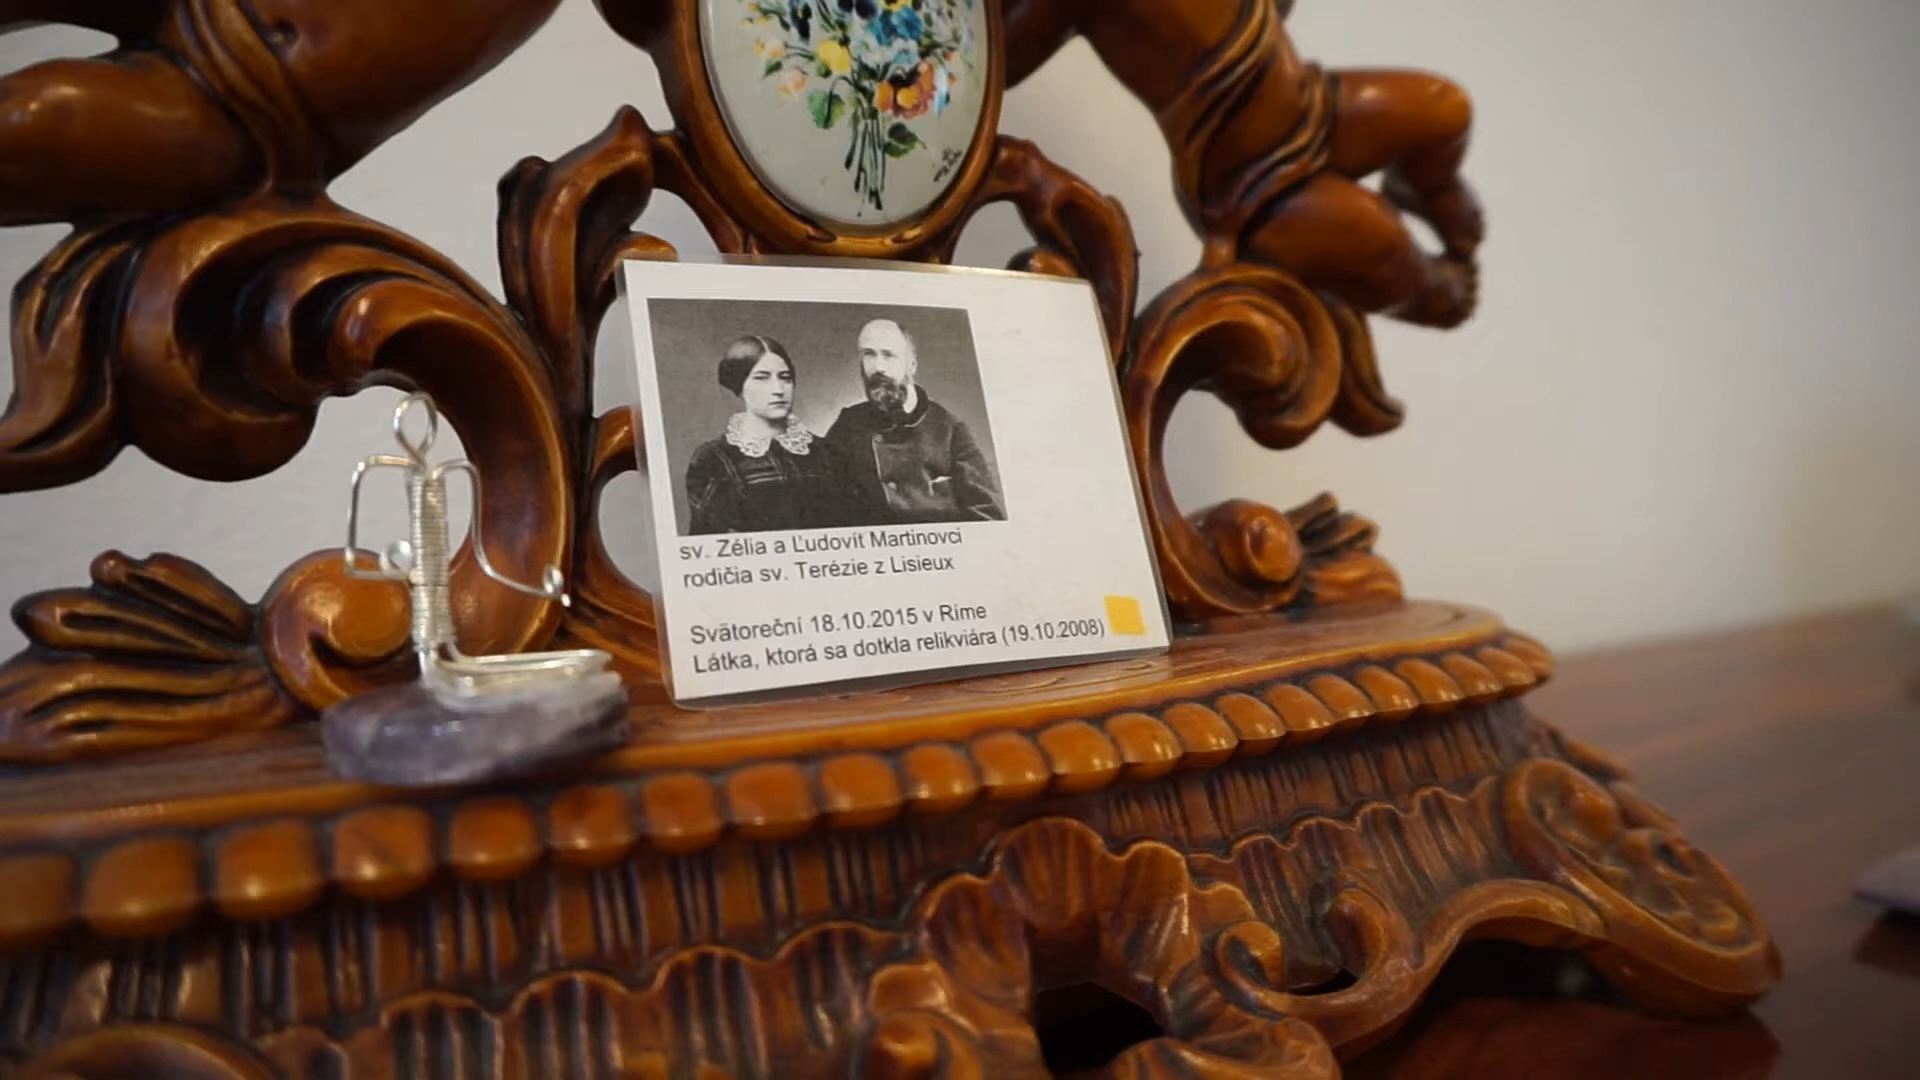 sv. Zélia a Ľudovít Martinovci
rodičia sv. Terézie z Lisieux
Svätoreční 18.10.2015 v Ríme
Látka, ktorá sa dotkla relikviára (19.10.2008)